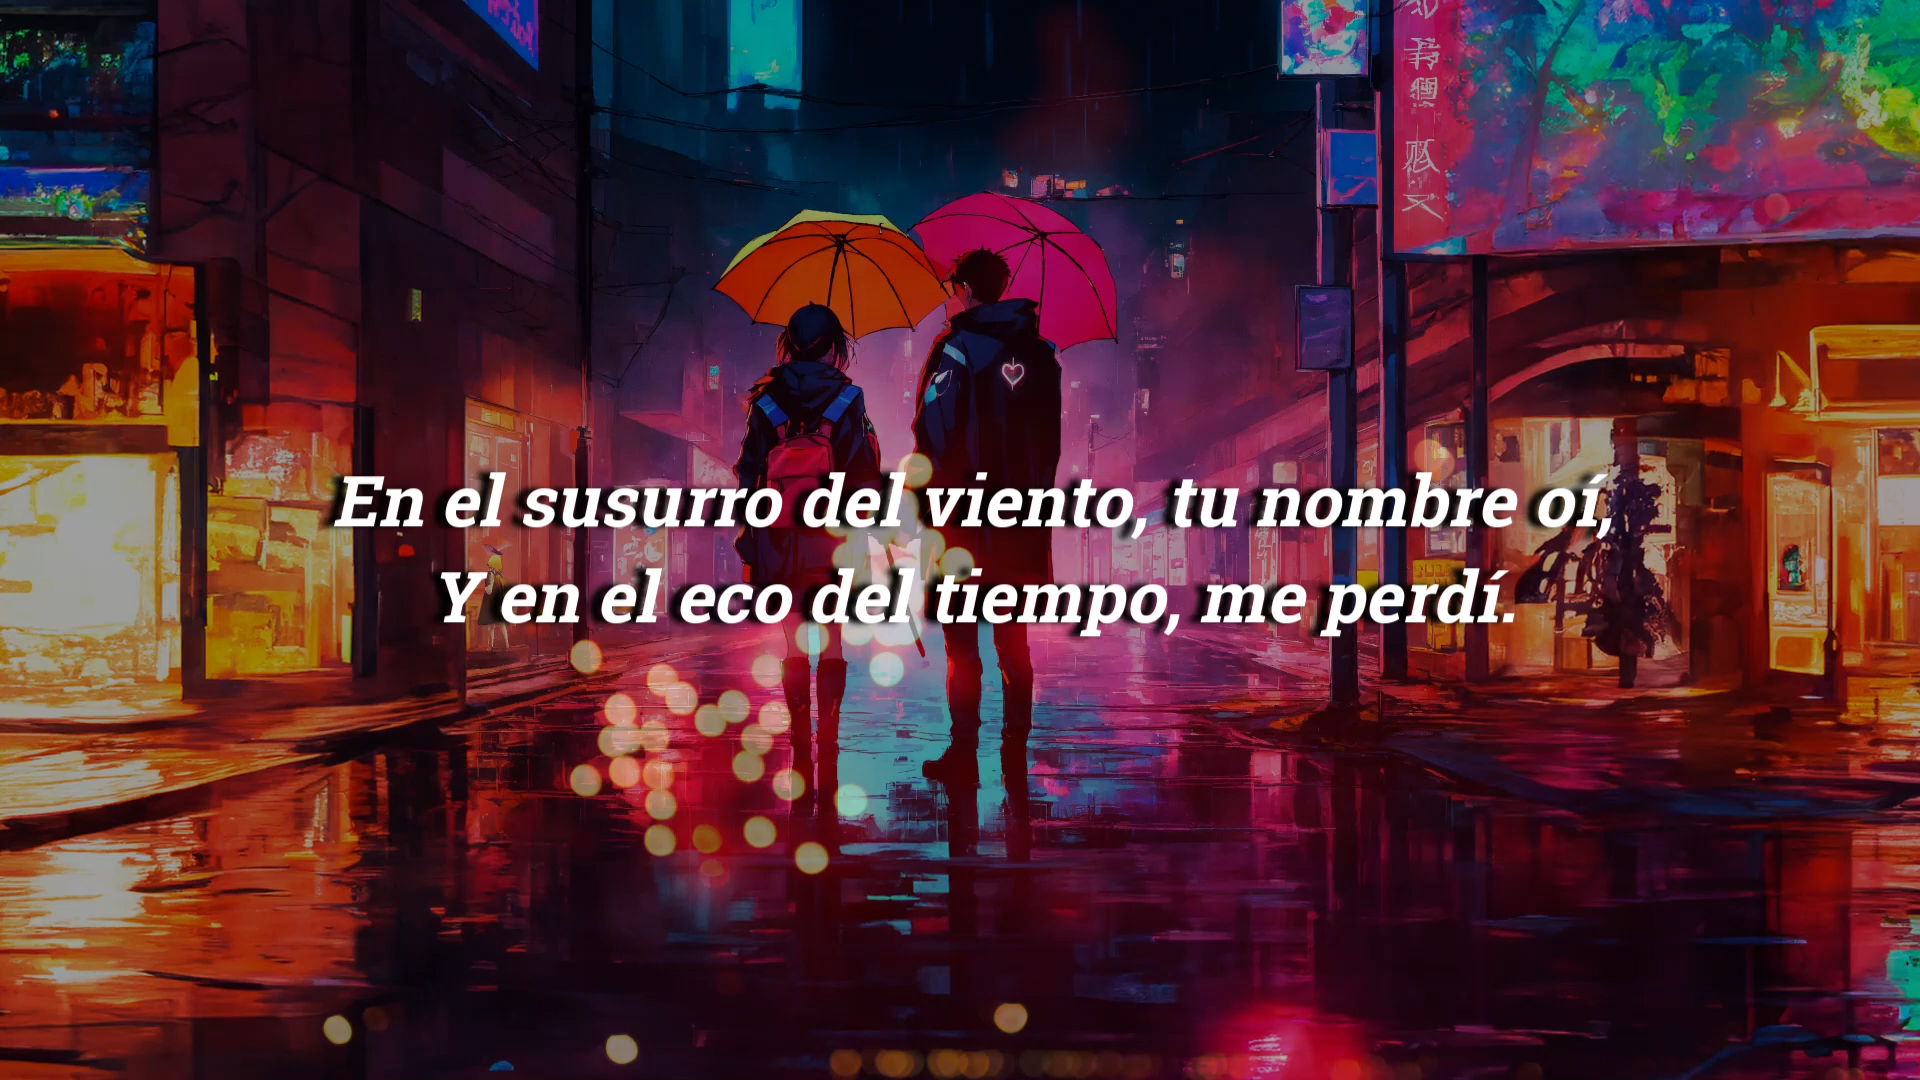 En el susurro del viento, tu nombre oí,
Y en el eco del tiempo, me perdí.